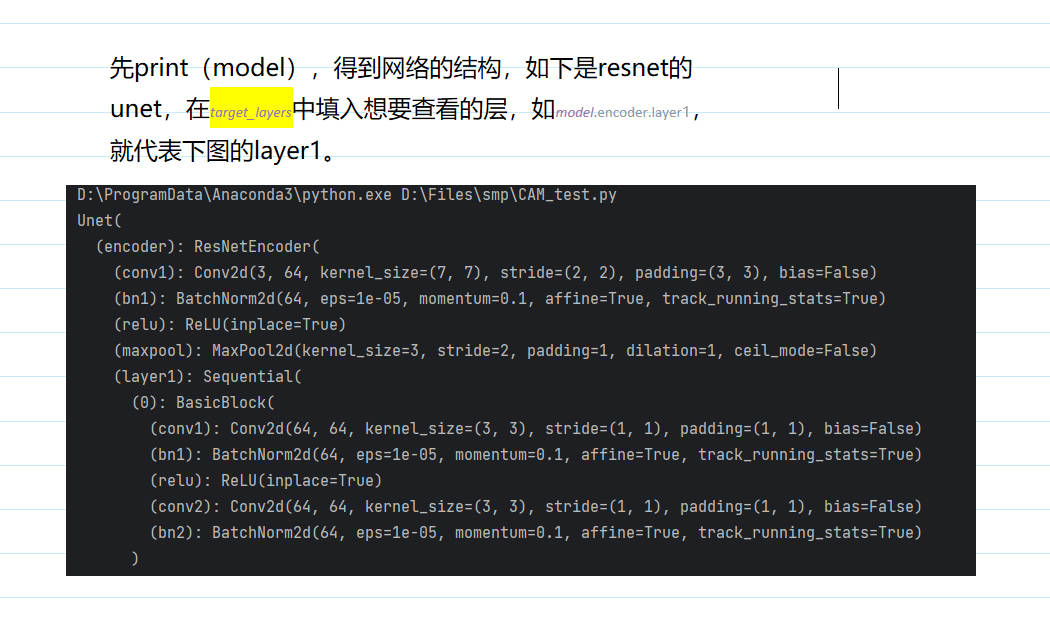 先print（model），得到网络的结构，如下是resnet的
unet，在target_layers中填入想要查看的层，如model.encoder.layer1，
就代表下图的layer1。
D:\ProgramData\Anaconda3\python.exe D:\Files\smp\CAM_test.py
Unet(
  (encoder): ResNetEncoder(
    (conv1): Conv2d(3, 64, kernel_size=(7, 7), stride=(2, 2), padding=(3, 3), bias=False)
    (bn1): BatchNorm2d(64, eps=1e-05, momentum=0.1, affine=True, track_running_stats=True)
    (relu): ReLU(inplace=True)
    (maxpool): MaxPool2d(kernel_size=3, stride=2, padding=1, dilation=1, ceil_mode=False)
    (layer1): Sequential(
      (0): BasicBlock(
        (conv1): Conv2d(64, 64, kernel_size=(3, 3), stride=(1, 1), padding=(1, 1), bias=False)
        (bn1): BatchNorm2d(64, eps=1e-05, momentum=0.1, affine=True, track_running_stats=True)
        (relu): ReLU(inplace=True)
        (conv2): Conv2d(64, 64, kernel_size=(3, 3), stride=(1, 1), padding=(1, 1), bias=False)
        (bn2): BatchNorm2d(64, eps=1e-05, momentum=0.1, affine=True, track_running_stats=True)
      )